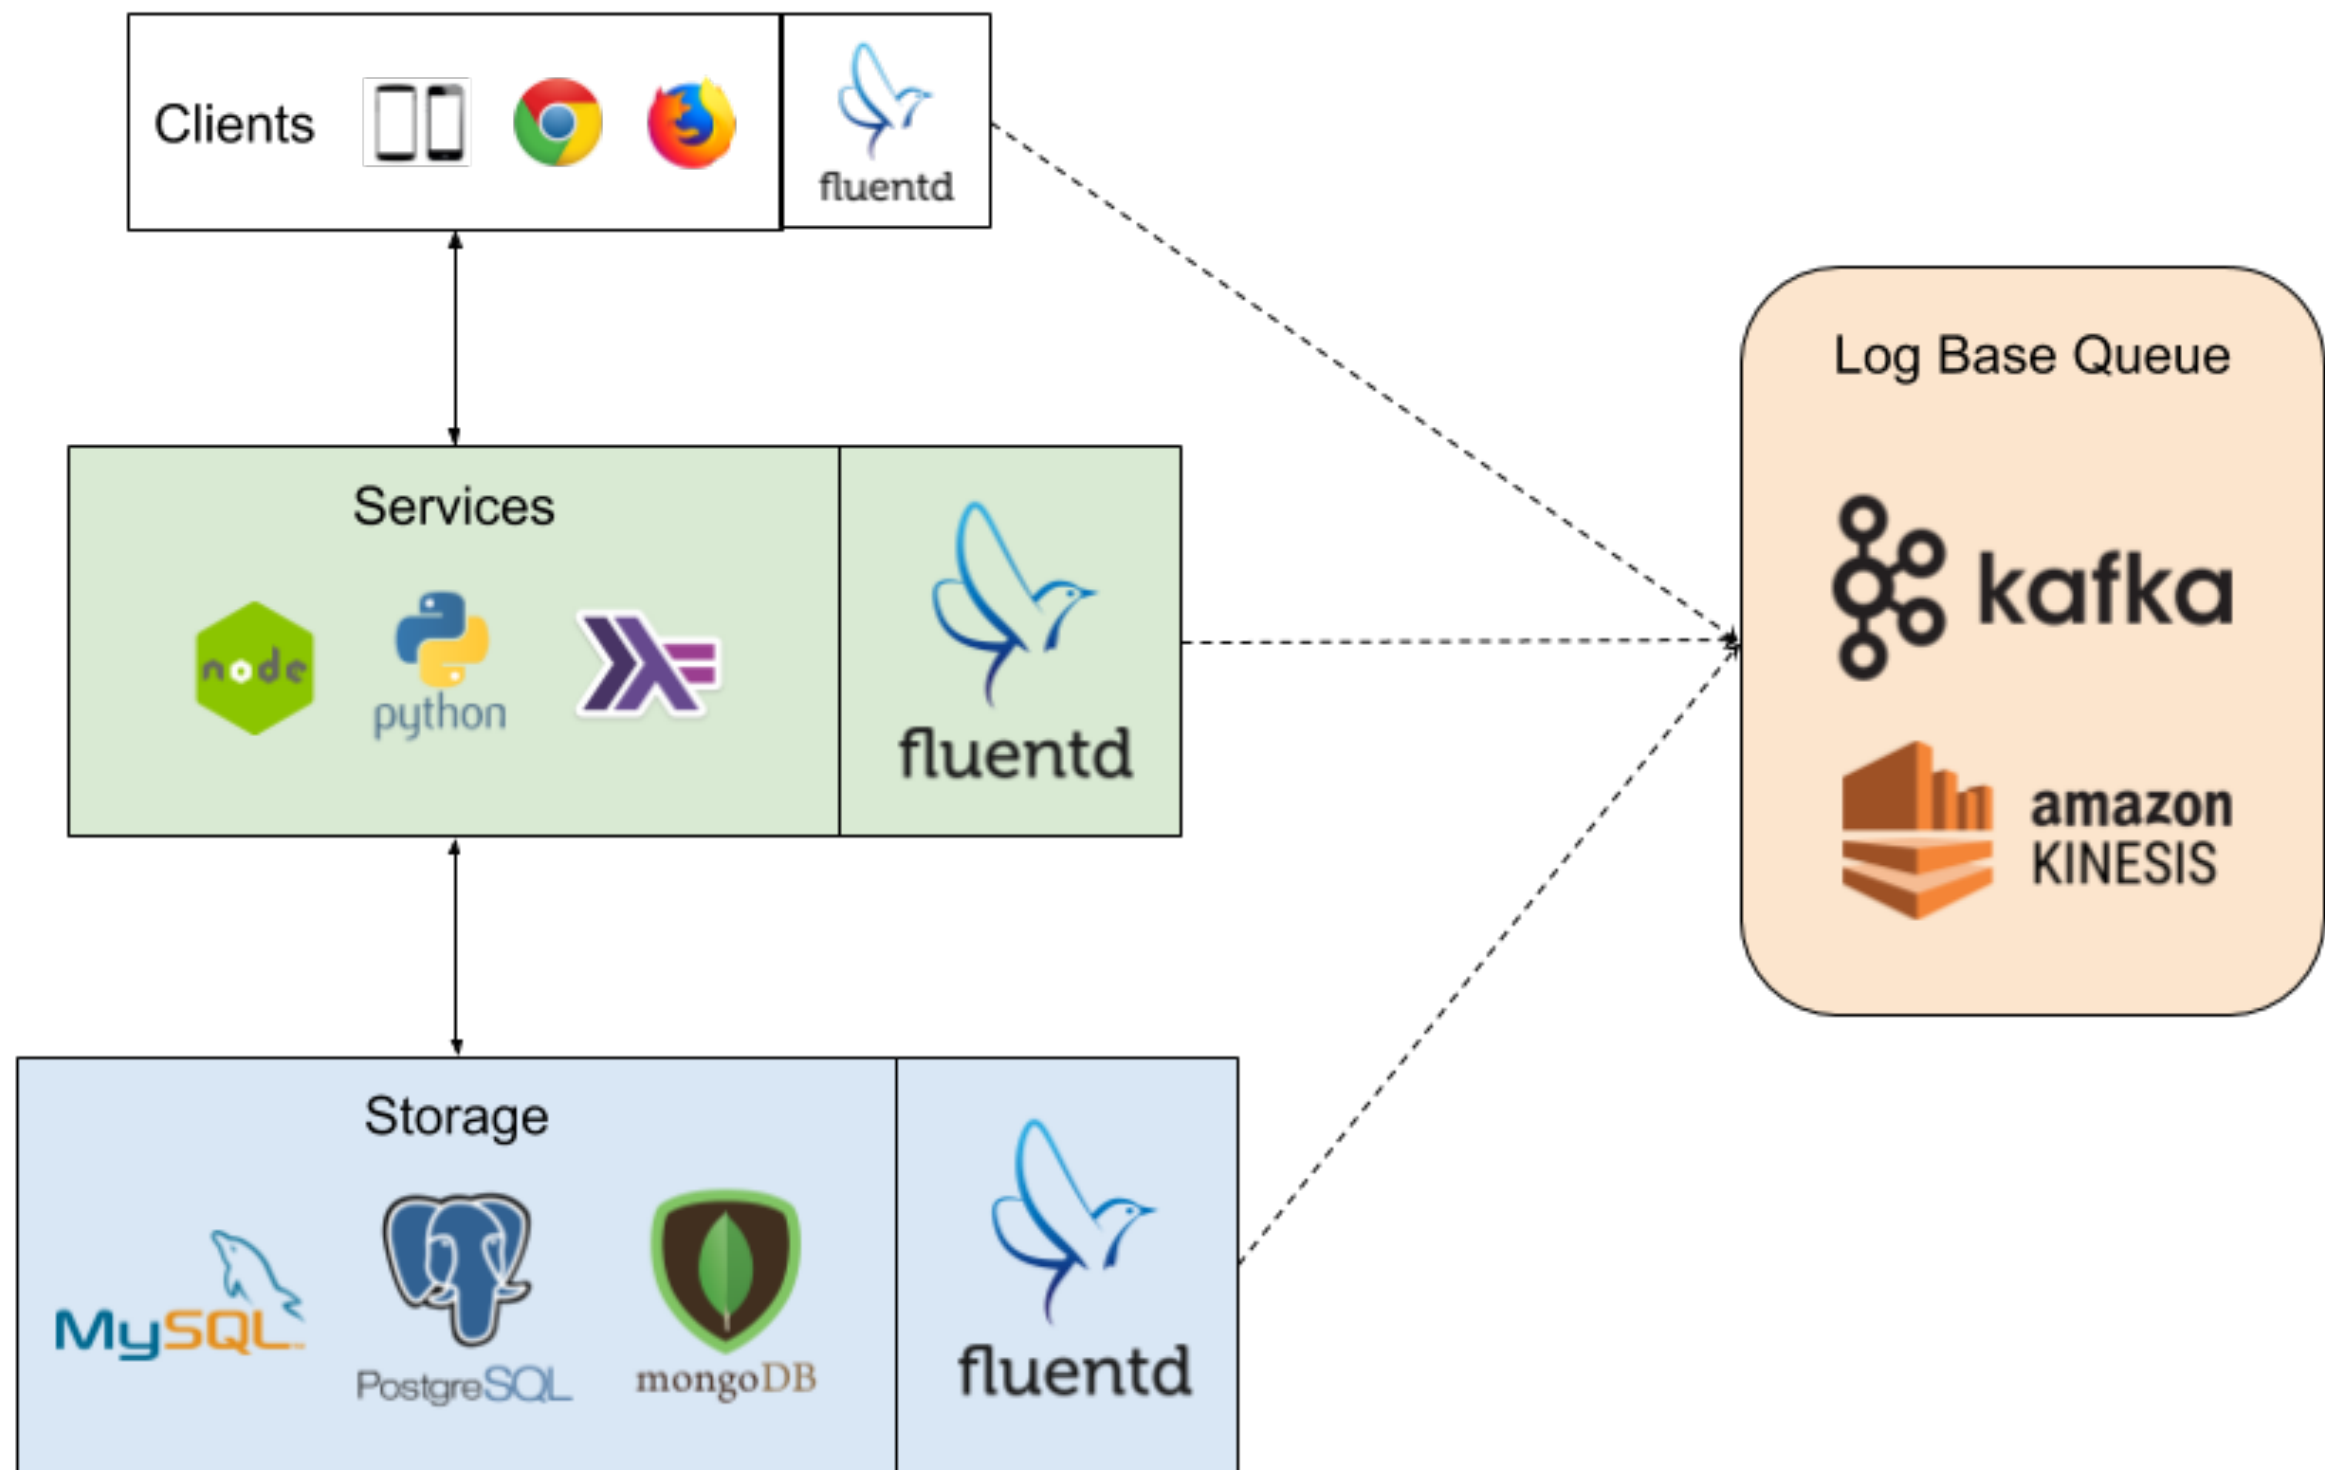 Clients
fluentd
Log Base Queue
Services
node
python
fluentd
kafka
amazon
KINESIS
Storage
MySQL
PostgreSQL
mongoDB
fluentd